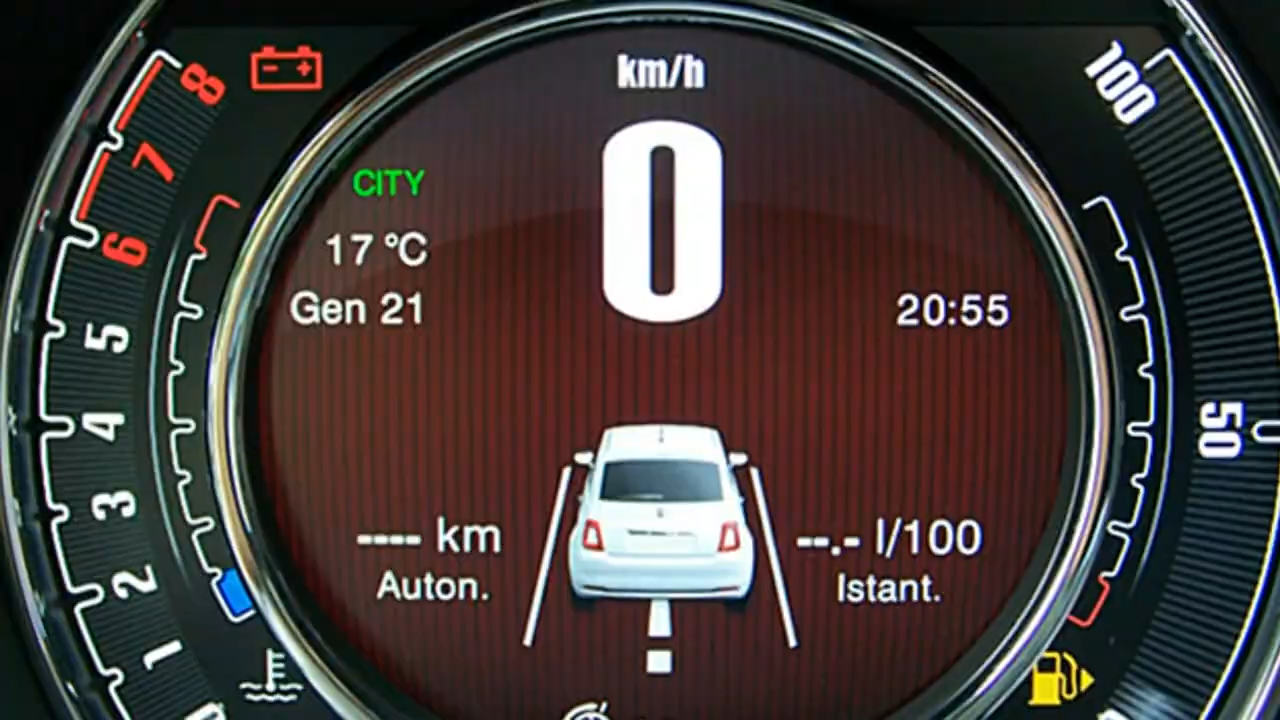 km/h
0
CITY
17 °C
Gen 21
20:55
---- km
Auton.
--.- l/100
Istant.
8
7
6
5
4
3
2
1
100
50